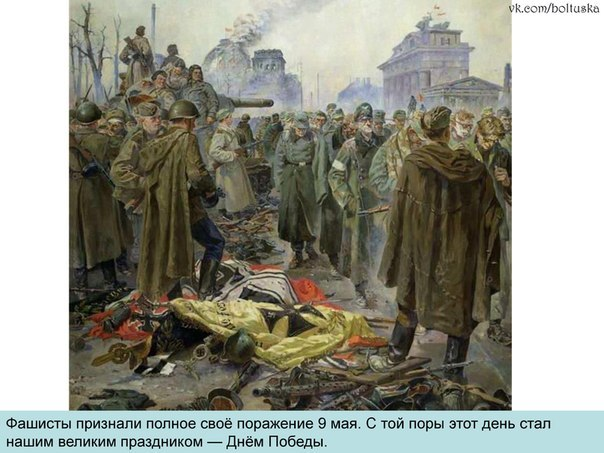 vk.com/boltuska
Фашисты признали полное своё поражение 9 мая. С той поры этот день стал
нашим великим праздником — Днём Победы.